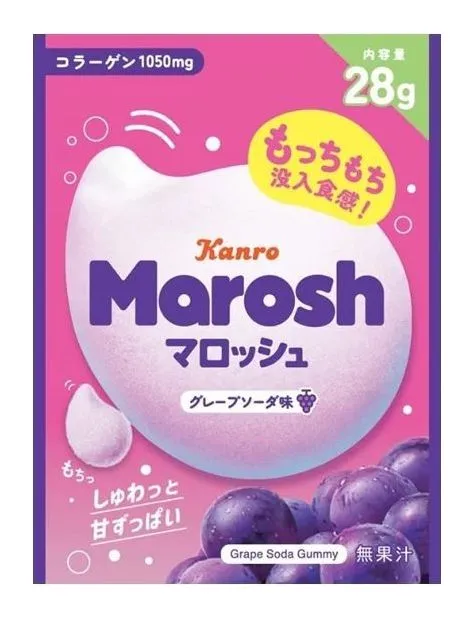 コラーゲン1050mg
内容量
28g
もっちもち
没入食感!
Kanro
Marosh
マロッシュ
グレープソーダ味
もちっ
しゅわっと
甘ずっぱい
Grape Soda Gummy
無果汁